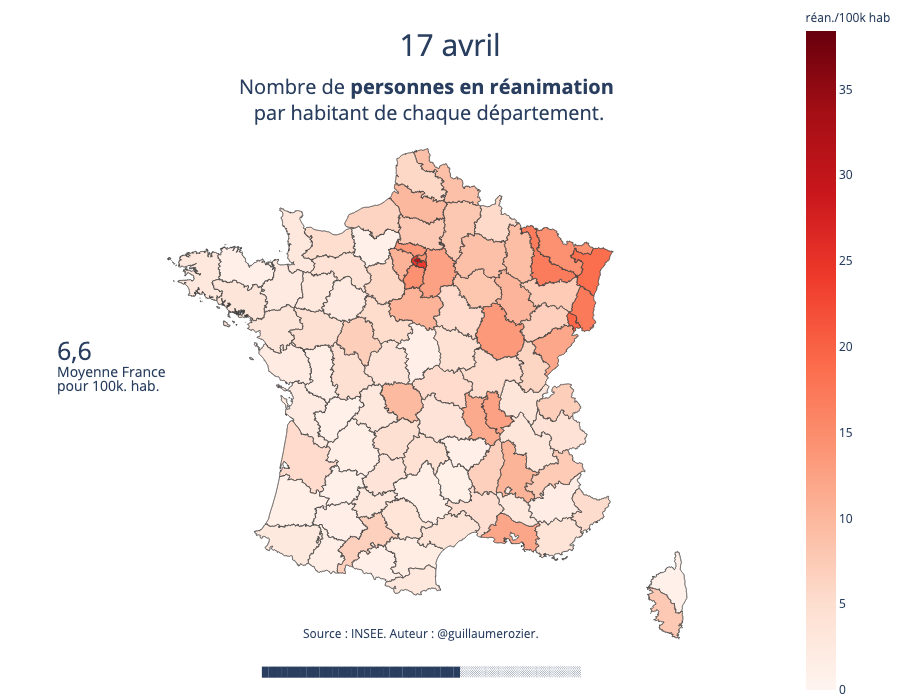 réan./100k hab
17 avril
Nombre de personnes en réanimation
par habitant de chaque département.
35
30
25
20
15
10
5
0
6,6
Moyenne France
pour 100k. hab.
Source : INSEE. Auteur : @guillaumerozier.